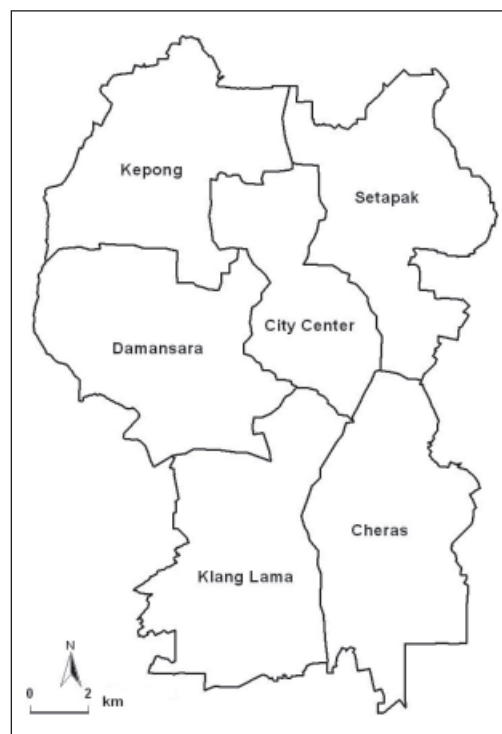 Kepong
Setapak
City Center
Damansara
Cheras
Klang Lama
N
0 2
km